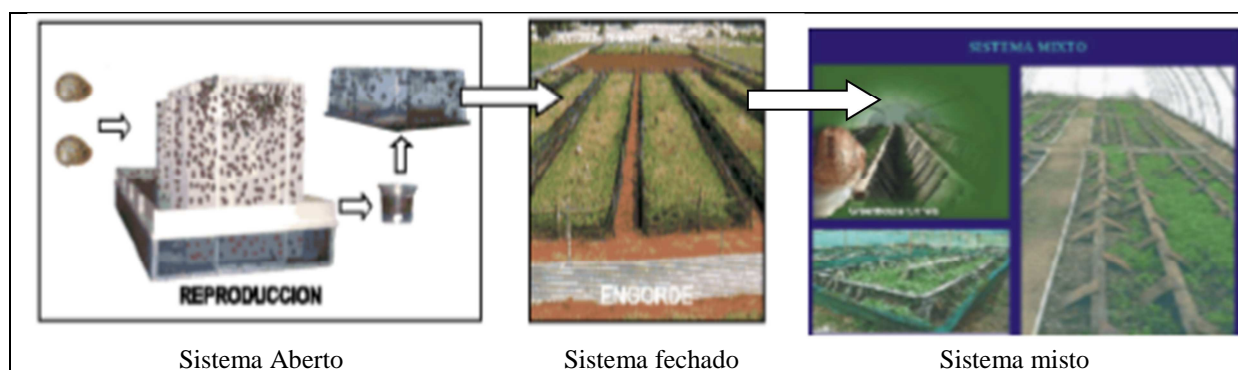 SISTEMA MIXTO
REPRODUCCION
ENGORDE
Sistema Aberto
Sistema fechado
Sistema misto